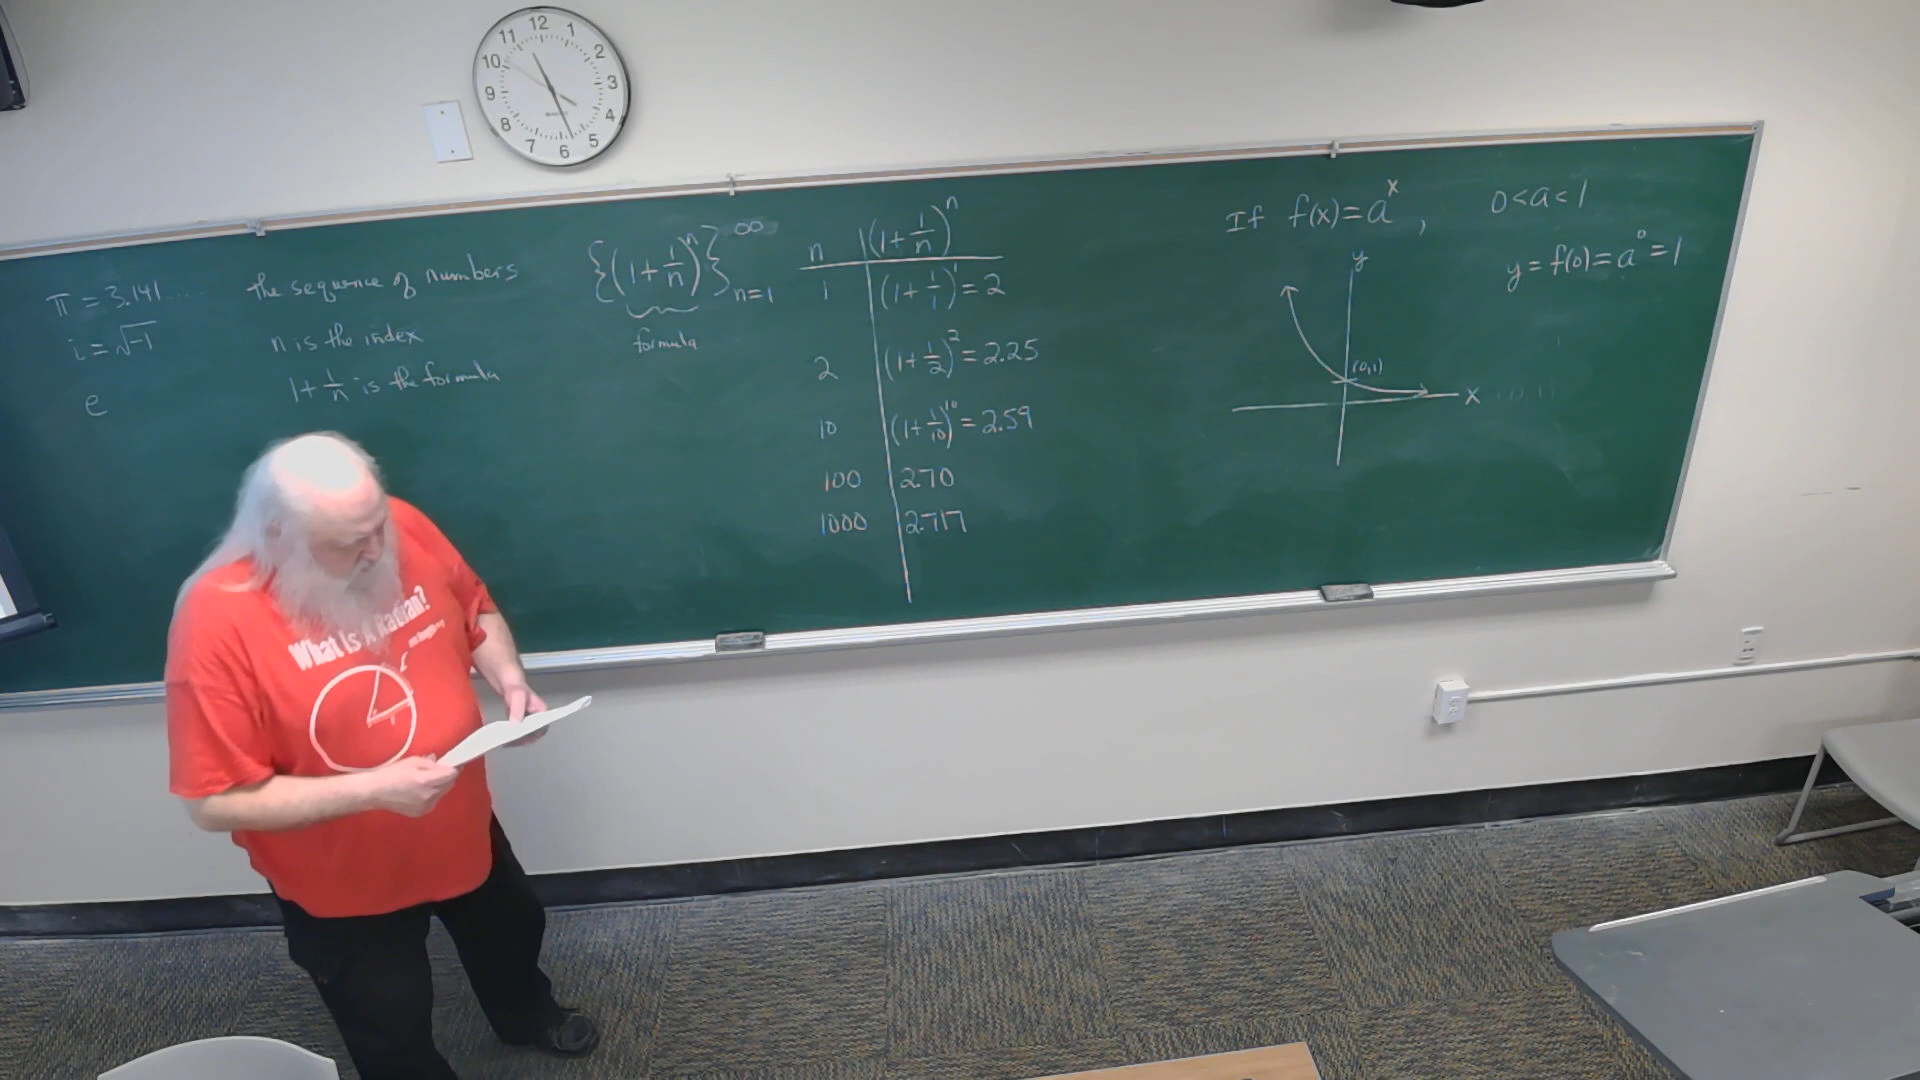 12
1
2
3
4
5
6
7
8
9
10
11
π = 3.141.....
i = √-1
e
the sequence of numbers
n is the index
1 + 1/n is the formula
{(1 + 1/n)^n}^∞_{n=1}
formula
n | (1 + 1/n)^n
1 | (1 + 1/1)^1 = 2
2 | (1 + 1/2)^2 = 2.25
10 | (1 + 1/10)^10 = 2.59
100 | 2.70
1000 | 2.717
If f(x) = a^x , 0 < a < 1
y = f(0) = a^0 = 1
y
(0,1)
x
What Is A Radian?